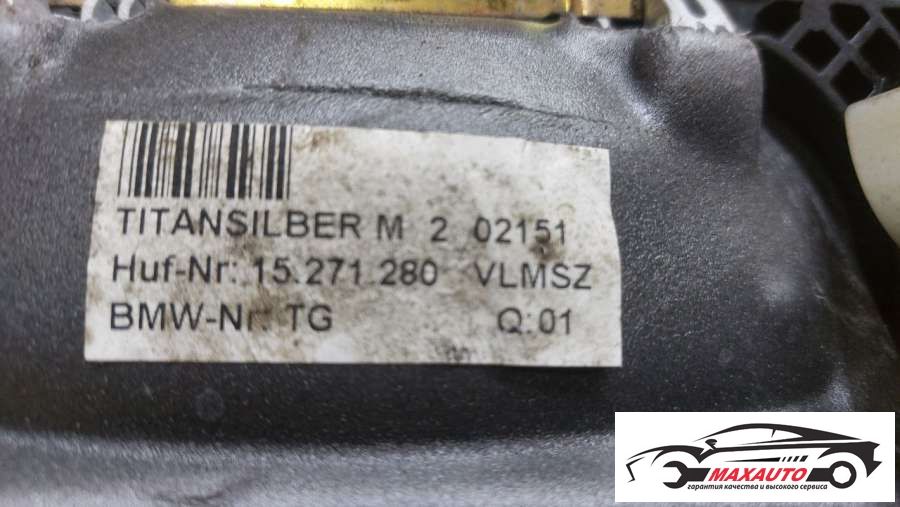 TITANSILBER M 2 02151
Huf-Nr: 15.271.280 VLMSZ
BMW-Nr: TG Q:01
MAXAUTO
гарантия качества и высокого сервиса